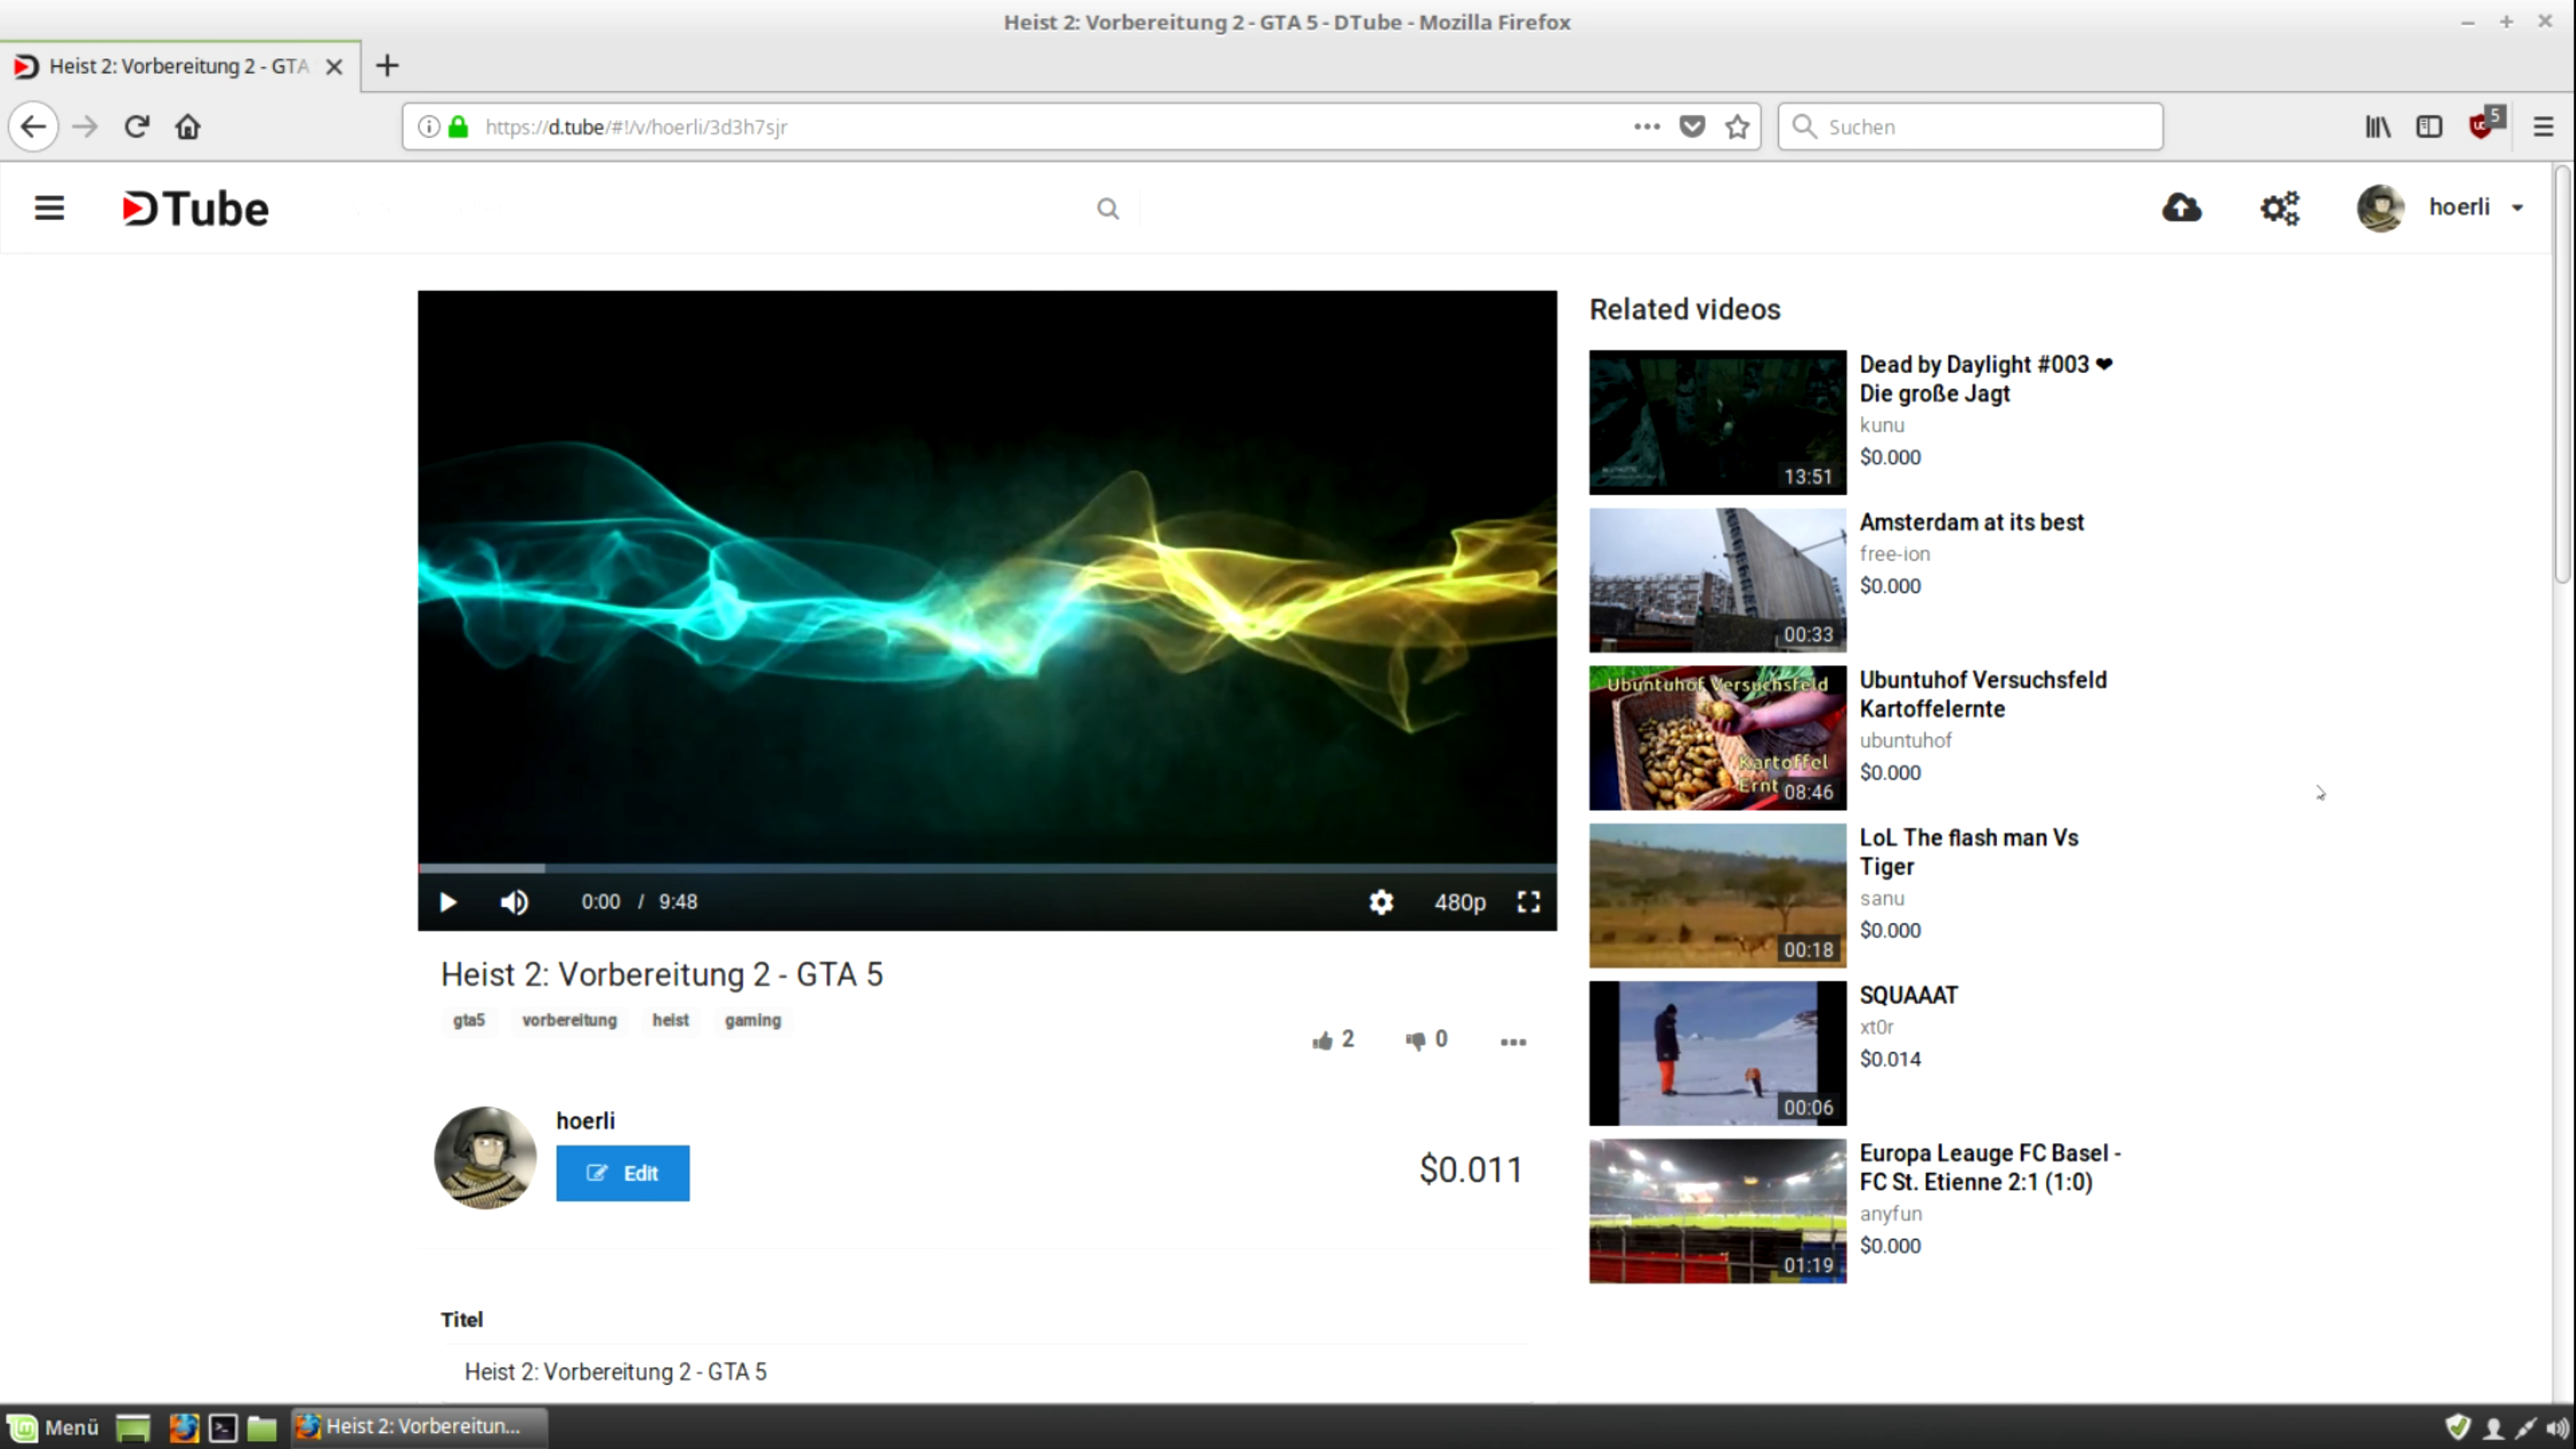 Heist 2: Vorbereitung 2 - GTA 5 - DTube - Mozilla Firefox
Heist 2: Vorbereitung 2 - GTA
https://d.tube/#!/v/hoerli/3d3h7sjr
Suchen
5
DTube
hoerli
Related videos
Dead by Daylight #003 ❤
Die große Jagt
kunu
$0.000
13:51
Amsterdam at its best
free-ion
$0.000
00:33
Ubuntuhof Versuchsfeld
Kartoffel
Ernt
08:46
Ubuntuhof Versuchsfeld
Kartoffelernte
ubuntuhof
$0.000
LoL The flash man Vs
Tiger
sanu
$0.000
00:18
SQUAAAT
xt0r
$0.014
00:06
Europa Leauge FC Basel -
FC St. Etienne 2:1 (1:0)
anyfun
$0.000
01:19
0:00 / 9:48
480p
Heist 2: Vorbereitung 2 - GTA 5
gta5 vorbereitung heist gaming
2 0
hoerli
Edit
$0.011
Titel
Heist 2: Vorbereitung 2 - GTA 5
Menü
Heist 2: Vorbereitun...